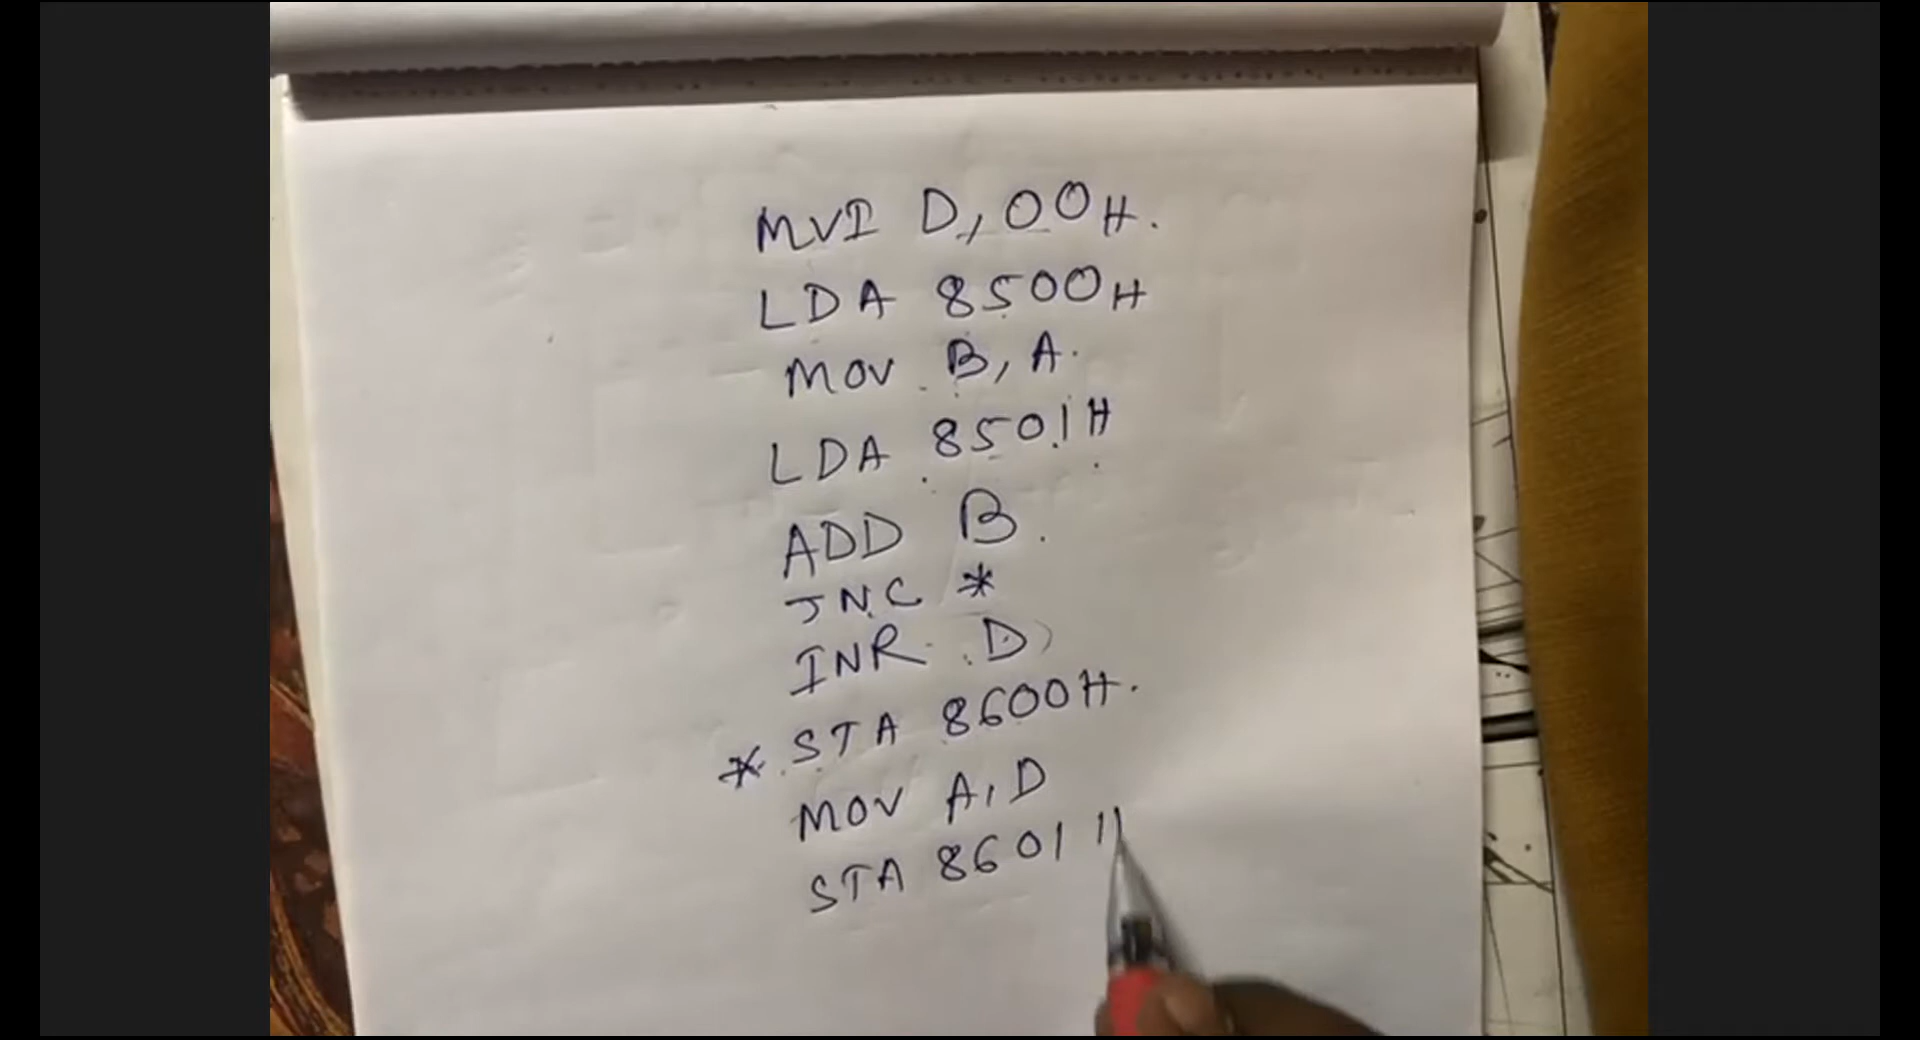 MVI D, 00H.
LDA 8500H
MOV B, A.
LDA 8501H
ADD B.
JNC *
INR D
* STA 8600H.
MOV A, D
STA 8601 H